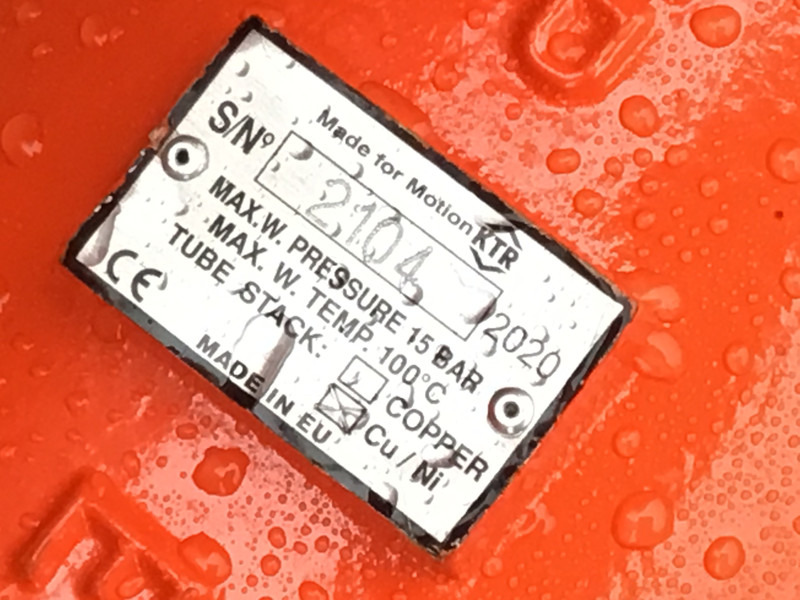 Made for Motion KTR
S/Nº 2104 /2020
MAX.W. PRESSURE 15 BAR
MAX. W. TEMP. 100°C
TUBE STACK: COPPER
CE Cu / Ni
MADE IN EU